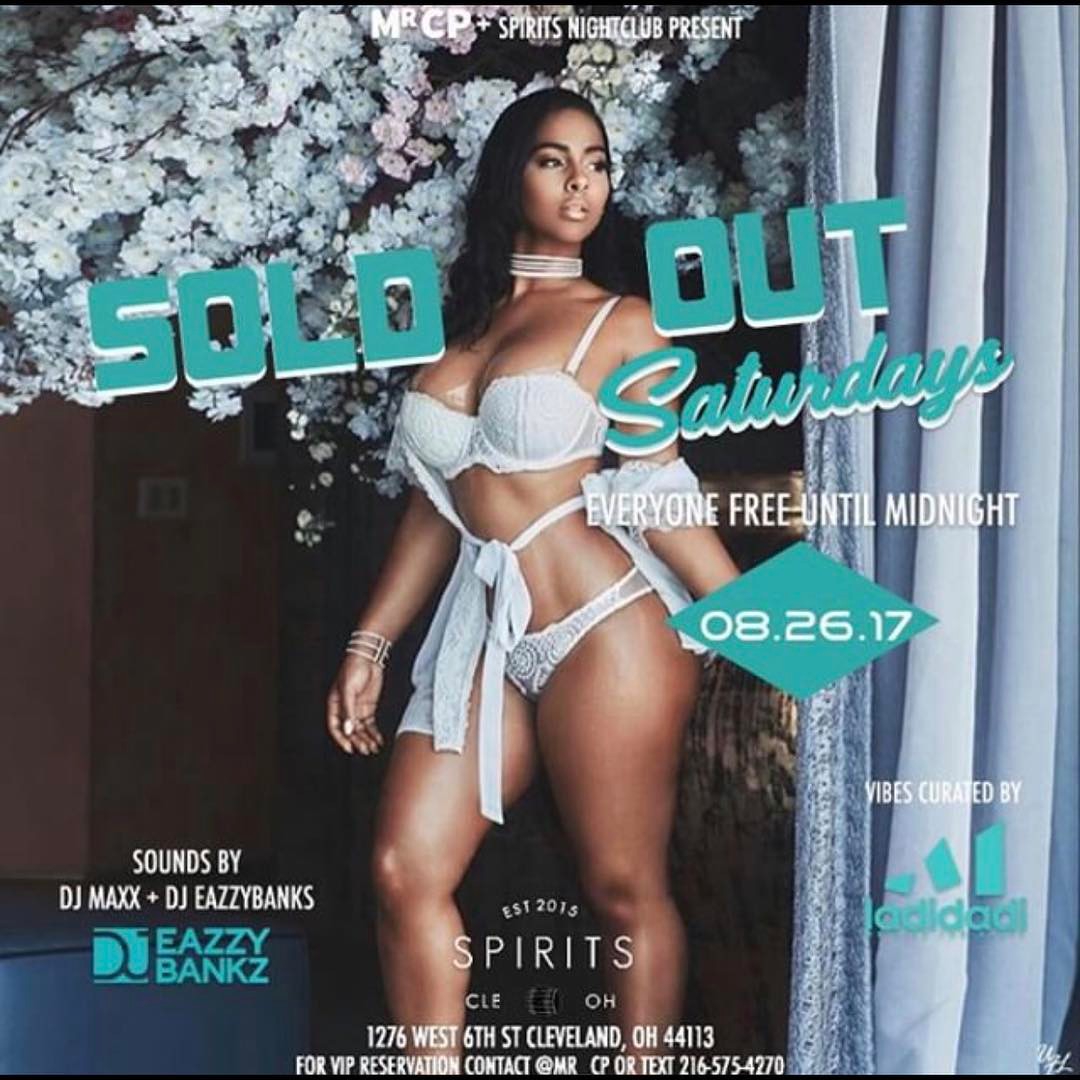 MR CP + SPIRITS NIGHTCLUB PRESENT
SOLD OUT
Saturdays
EVERYONE FREE UNTIL MIDNIGHT
08.26.17
VIBES CURATED BY
ladidadi
SOUNDS BY
DJ MAXX + DJ EAZZYBANKS
DJ EAZZY
BANKZ
EST 2015
SPIRITS
CLE OH
1276 WEST 6TH ST CLEVELAND, OH 44113
FOR VIP RESERVATION CONTACT @MR_CP OR TEXT 216-575-4270